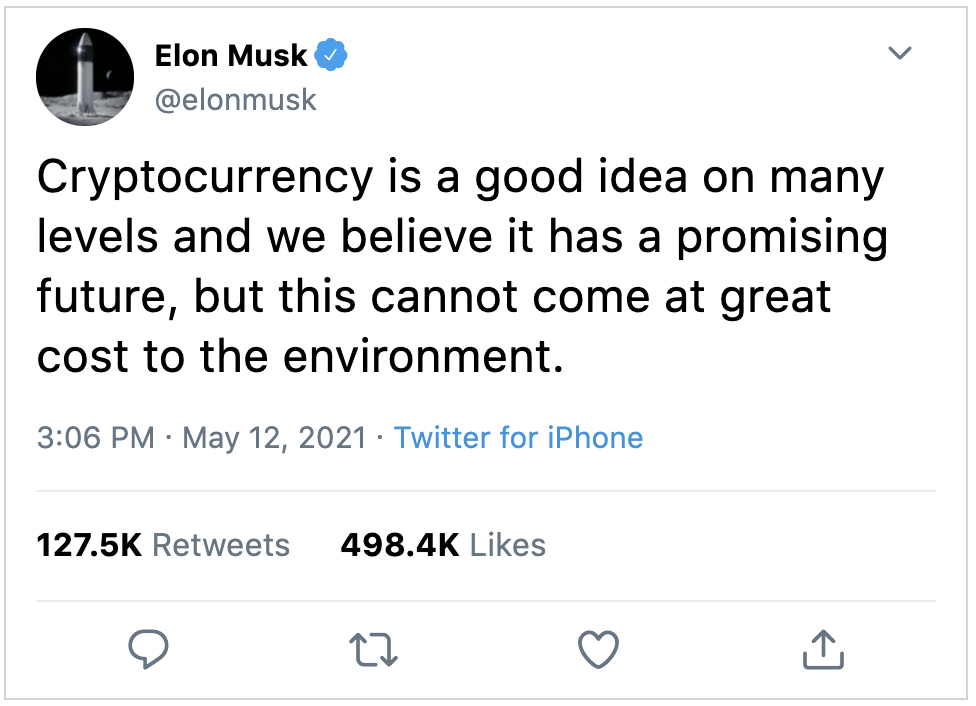 Elon Musk
@elonmusk
Cryptocurrency is a good idea on many
levels and we believe it has a promising
future, but this cannot come at great
cost to the environment.
3:06 PM · May 12, 2021 · Twitter for iPhone
127.5K Retweets 498.4K Likes